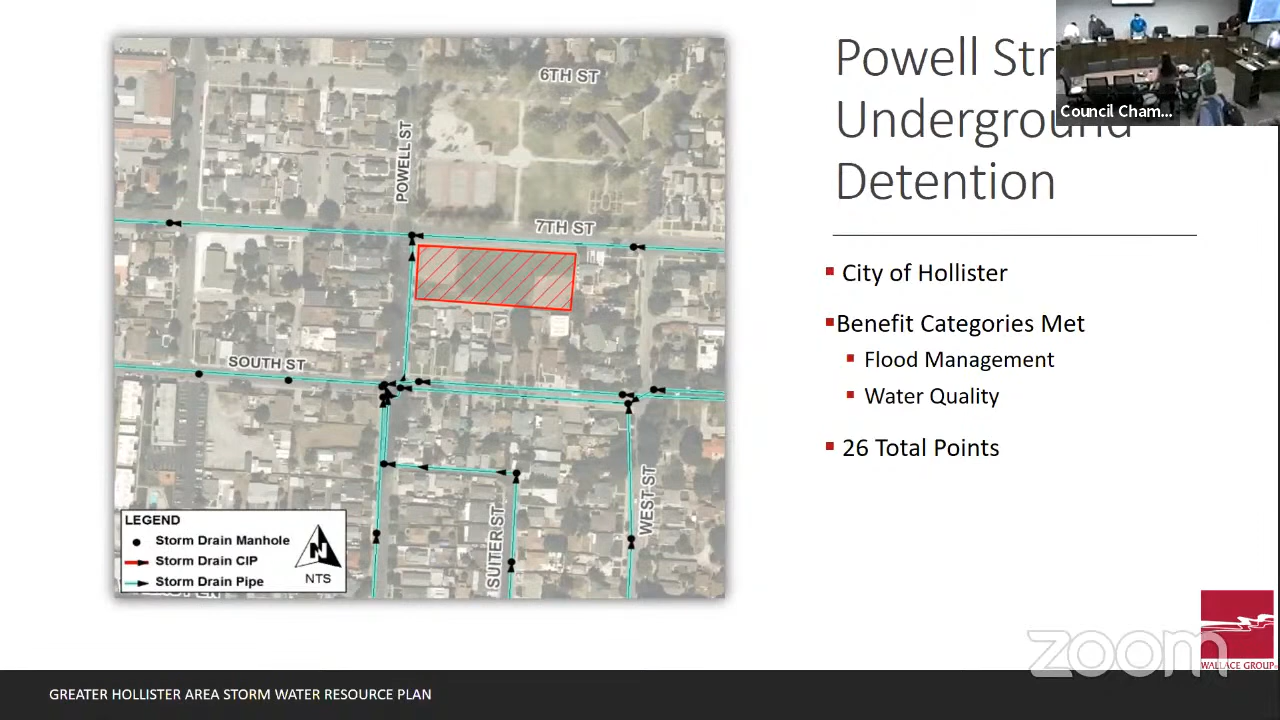 Powell Str
Underground
Detention
Council Cham...
6TH ST
POWELL ST
7TH ST
SOUTH ST
SUITER ST
WEST ST
LEGEND
Storm Drain Manhole
Storm Drain CIP
Storm Drain Pipe
N
NTS
City of Hollister
Benefit Categories Met
Flood Management
Water Quality
26 Total Points
zoom
WALLACE GROUP
GREATER HOLLISTER AREA STORM WATER RESOURCE PLAN